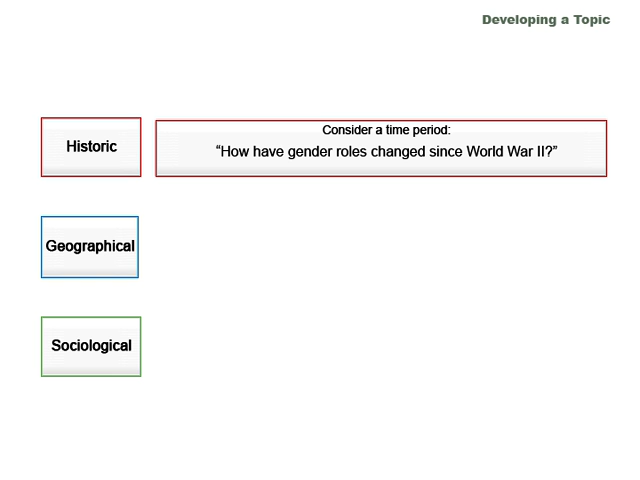 Developing a Topic
Historic
Consider a time period:
“How have gender roles changed since World War II?”
Geographical
Sociological